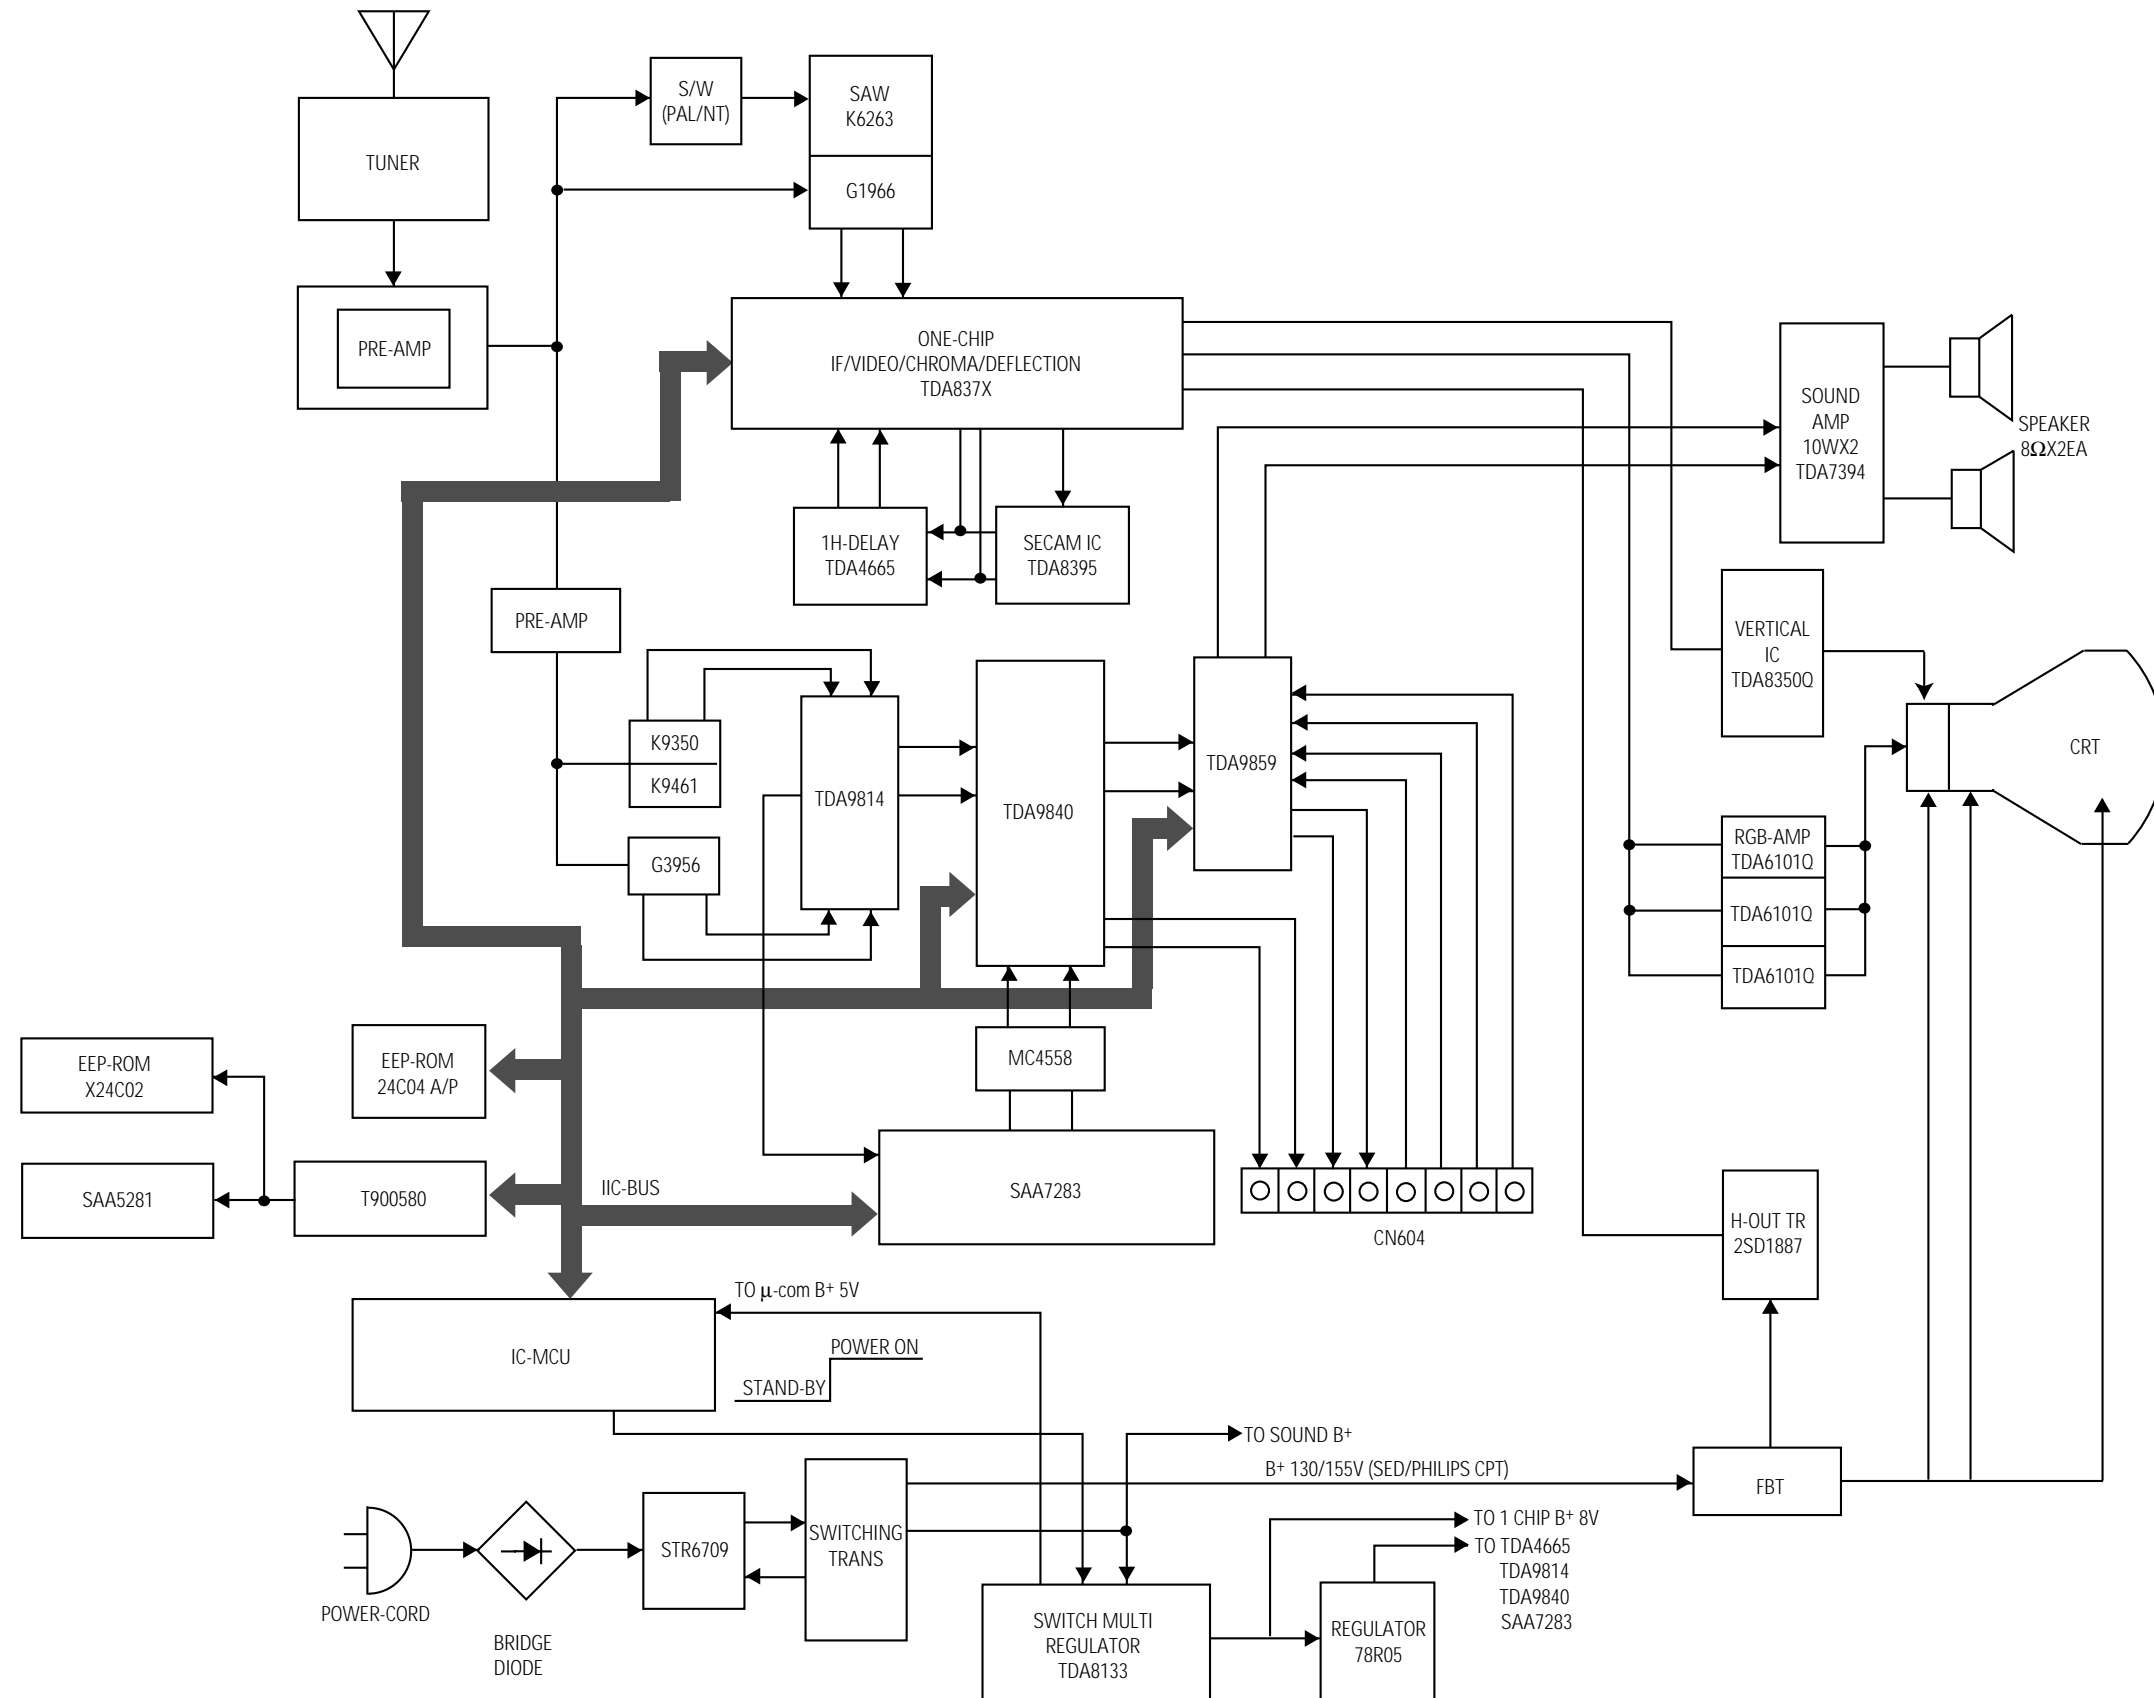 S/W
(PAL/NT)
SAW
K6263
TUNER
G1966
PRE-AMP
ONE-CHIP
IF/VIDEO/CHROMA/DEFLECTION
TDA837X
SOUND
AMP
10WX2
TDA7394
SPEAKER
8ΩX2EA
1H-DELAY
TDA4665
SECAM IC
TDA8395
PRE-AMP
VERTICAL
IC
TDA8350Q
K9350
K9461
TDA9814
TDA9840
TDA9859
CRT
G3956
RGB-AMP
TDA6101Q
TDA6101Q
TDA6101Q
EEP-ROM
X24C02
EEP-ROM
24C04 A/P
MC4558
SAA5281
T900580
IIC-BUS
SAA7283
CN604
H-OUT TR
2SD1887
TO μ-com B+ 5V
IC-MCU
POWER ON
STAND-BY
TO SOUND B+
B+ 130/155V (SED/PHILIPS CPT)
FBT
POWER-CORD
BRIDGE
DIODE
STR6709
SWITCHING
TRANS
TO 1 CHIP B+ 8V
TO TDA4665
TDA9814
TDA9840
SAA7283
SWITCH MULTI
REGULATOR
TDA8133
REGULATOR
78R05